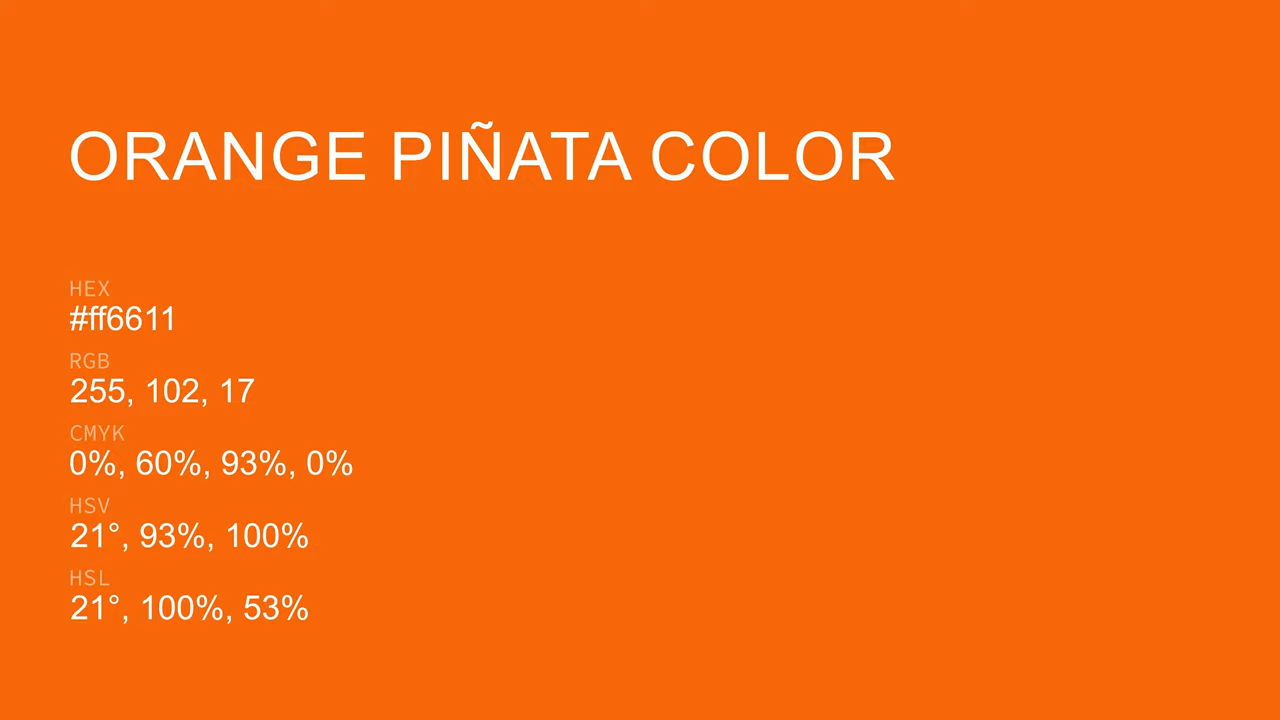 ORANGE PIÑATA COLOR
HEX
#ff6611
RGB
255, 102, 17
CMYK
0%, 60%, 93%, 0%
HSV
21°, 93%, 100%
HSL
21°, 100%, 53%